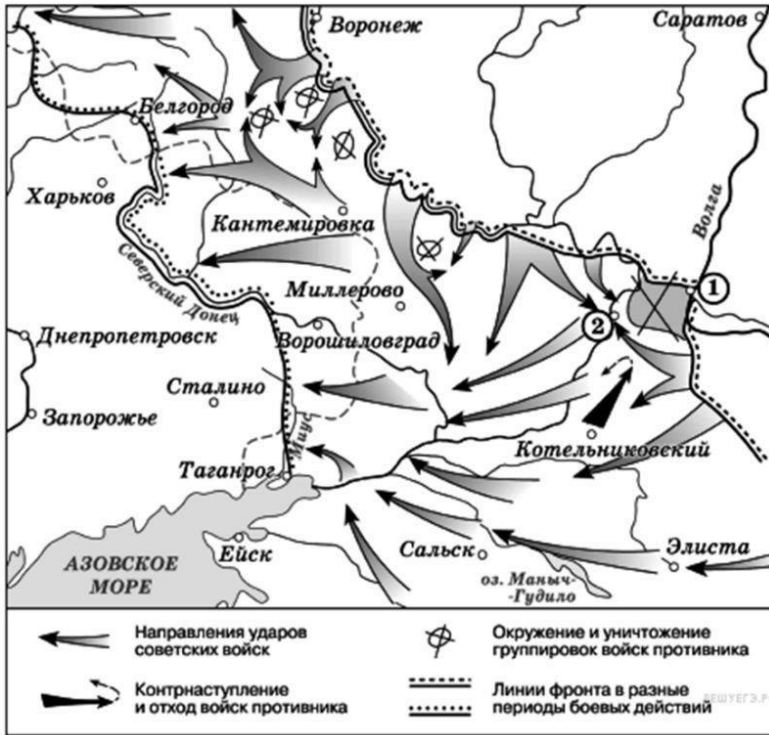 Воронеж
Саратов
Белгород
Харьков
Волга
Кантемировка
Северский Донец
Миллерово
1
2
Днепропетровск
Ворошиловград
Сталино
Запорожье
Миус
Котельниковский
Таганрог
АЗОВСКОЕ
МОРЕ
Ейск
Сальск
Элиста
оз. Маныч-
-Гудило
Направления ударов
советских войск
Окружение и уничтожение
группировок войск противника
Контрнаступление
и отход войск противника
Линии фронта в разные
периоды боевых действий